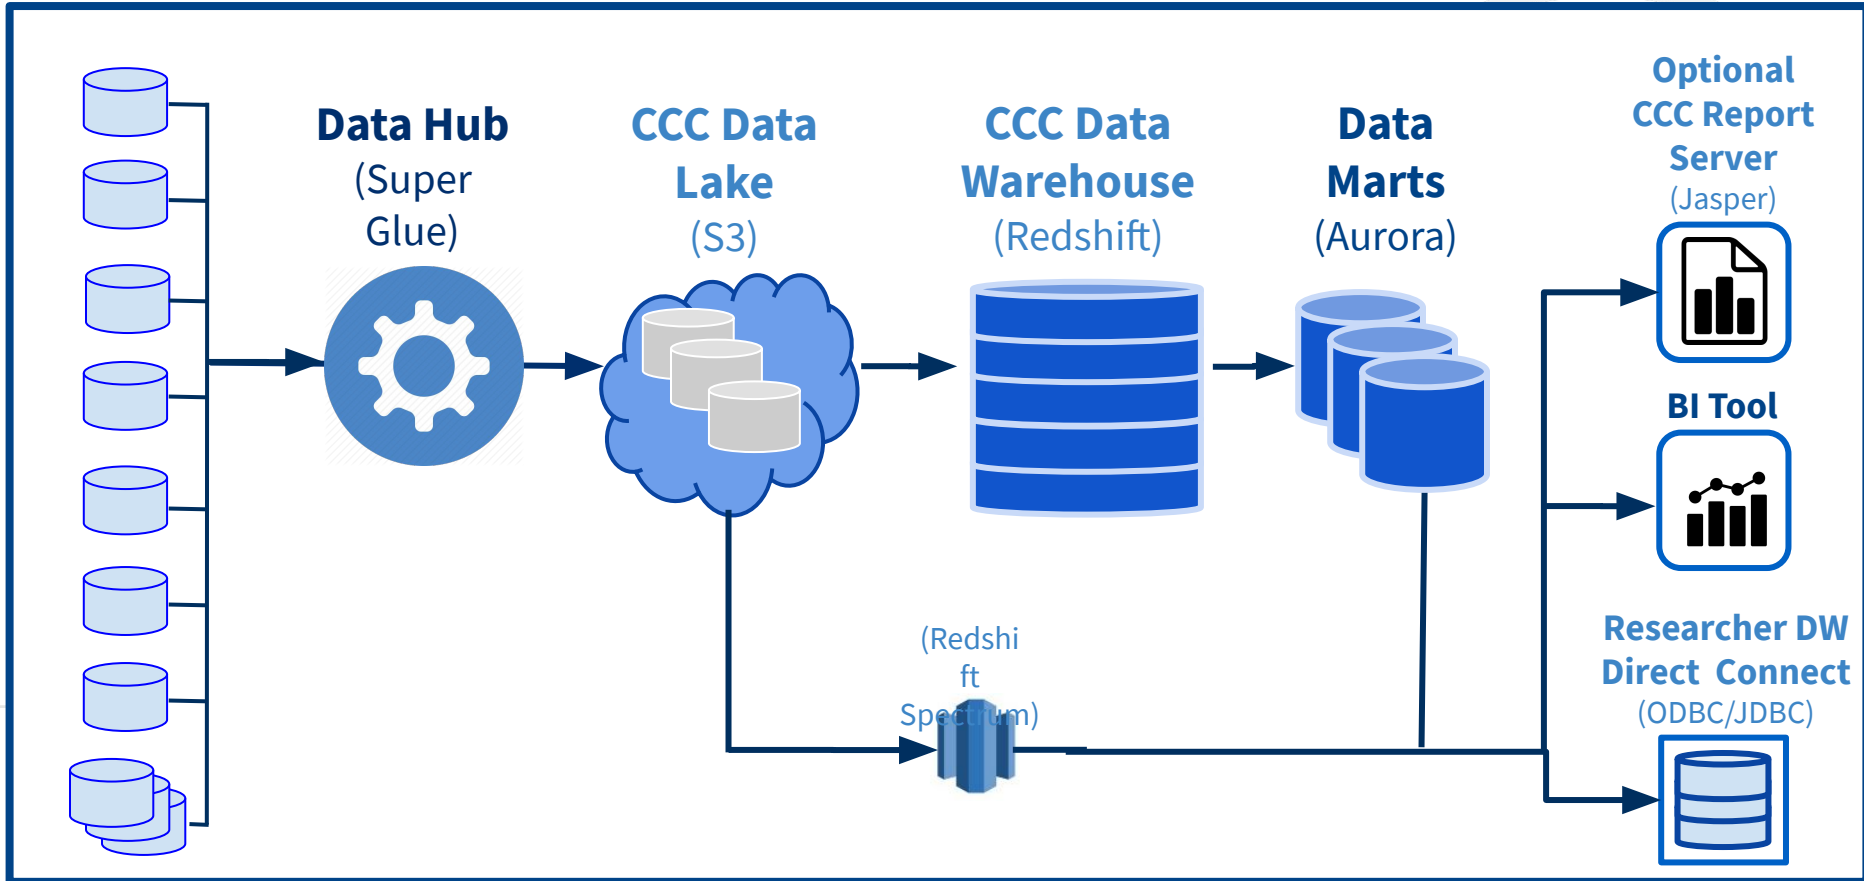 Data Hub
(Super
Glue)
CCC Data
Lake
(S3)
CCC Data
Warehouse
(Redshift)
Data
Marts
(Aurora)
Optional
CCC Report
Server
(Jasper)
BI Tool
Researcher DW
Direct Connect
(ODBC/JDBC)
(Redshi
ft
Spectrum)